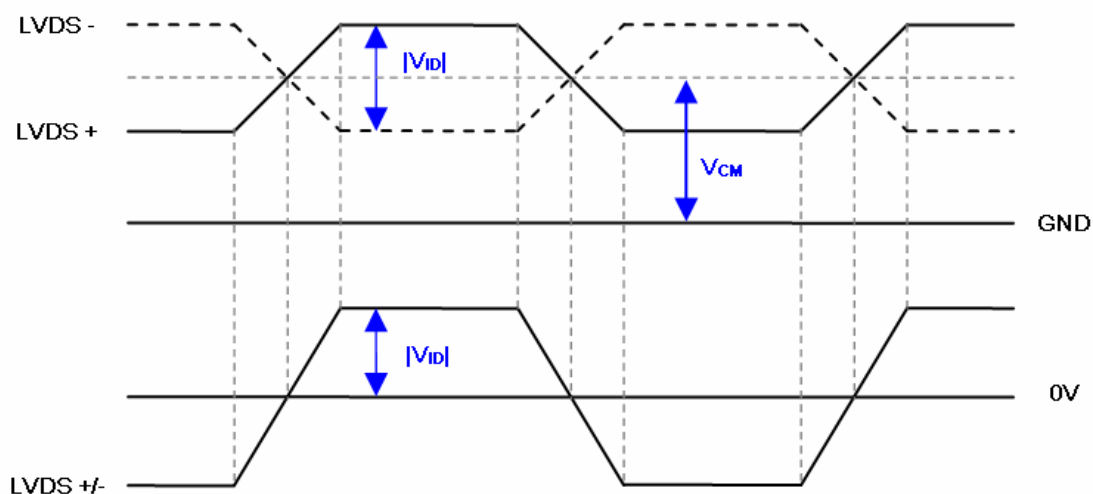 LVDS -
|VID|
LVDS +
VCM
GND
|VID|
0V
LVDS +/-